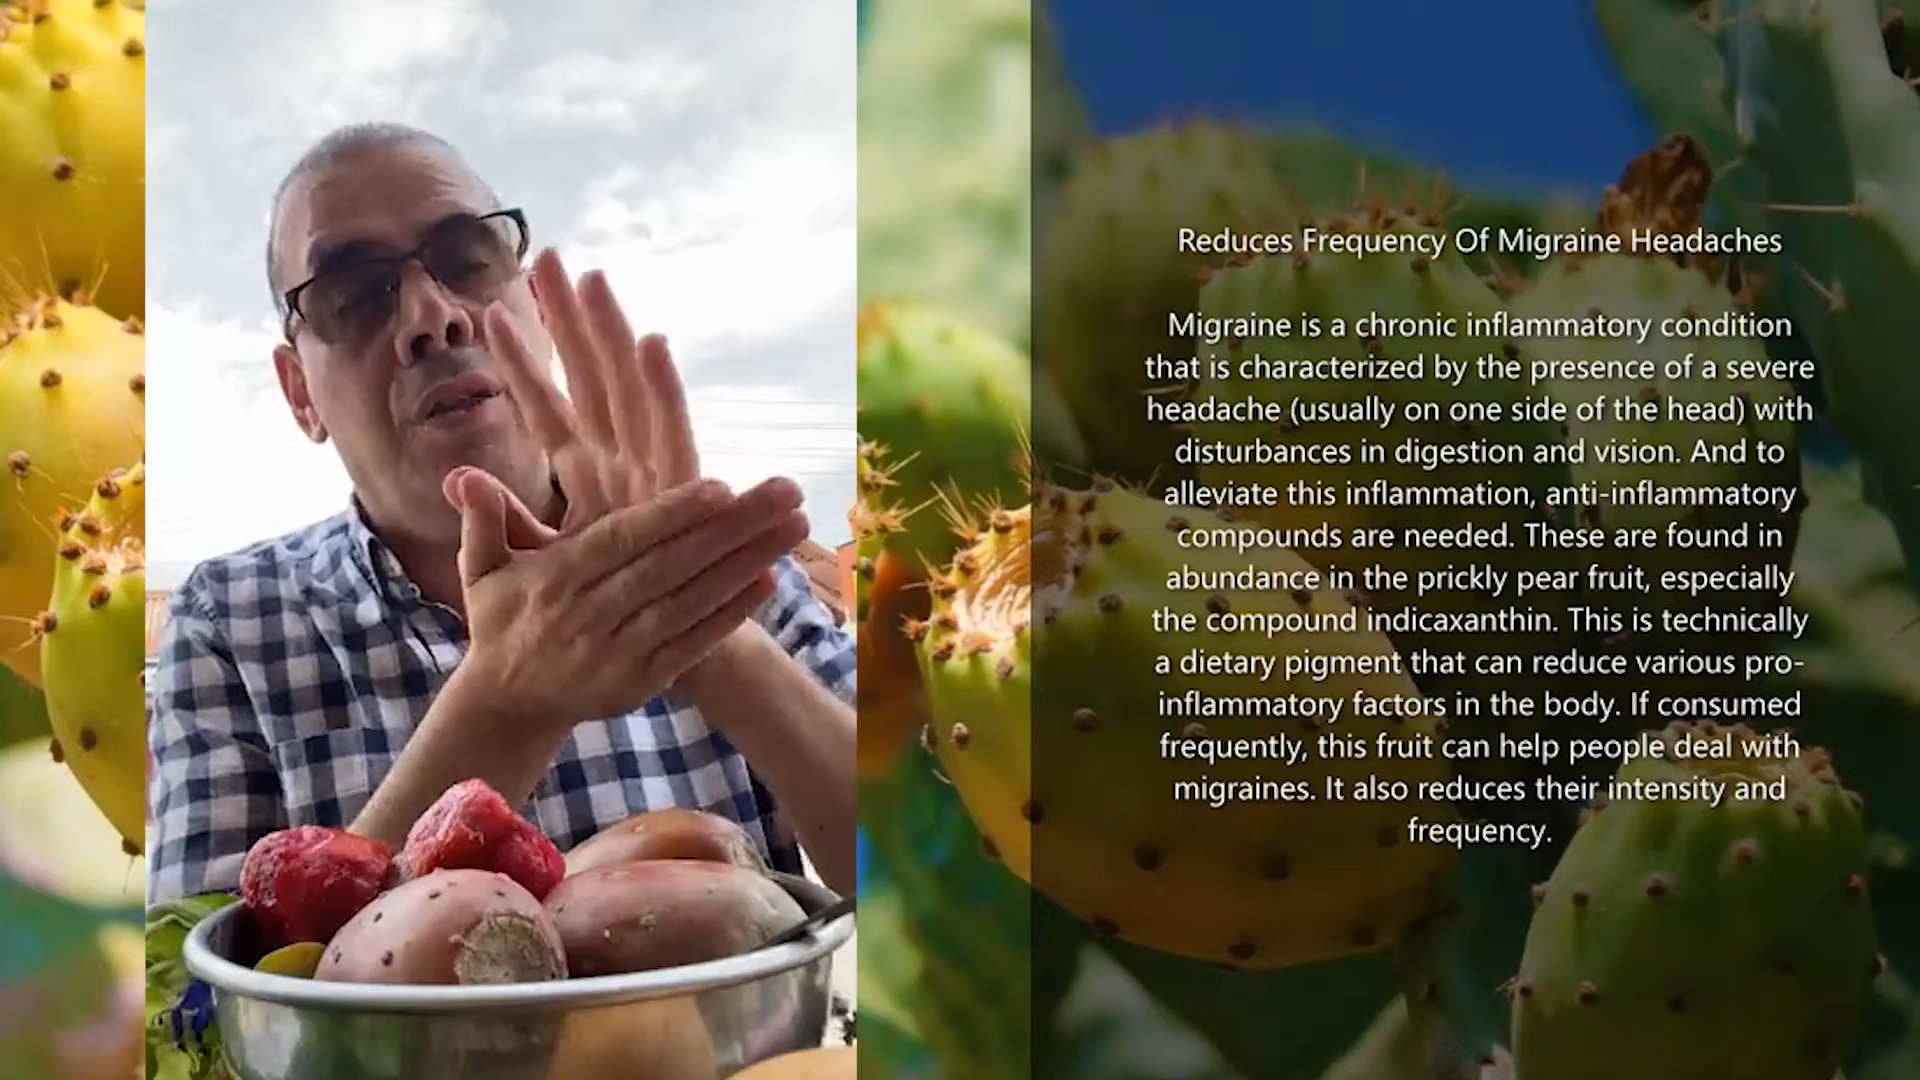 Reduces Frequency Of Migraine Headaches
Migraine is a chronic inflammatory condition
that is characterized by the presence of a severe
headache (usually on one side of the head) with
disturbances in digestion and vision. And to
alleviate this inflammation, anti-inflammatory
compounds are needed. These are found in
abundance in the prickly pear fruit, especially
the compound indicaxanthin. This is technically
a dietary pigment that can reduce various pro-
inflammatory factors in the body. If consumed
frequently, this fruit can help people deal with
migraines. It also reduces their intensity and
frequency.